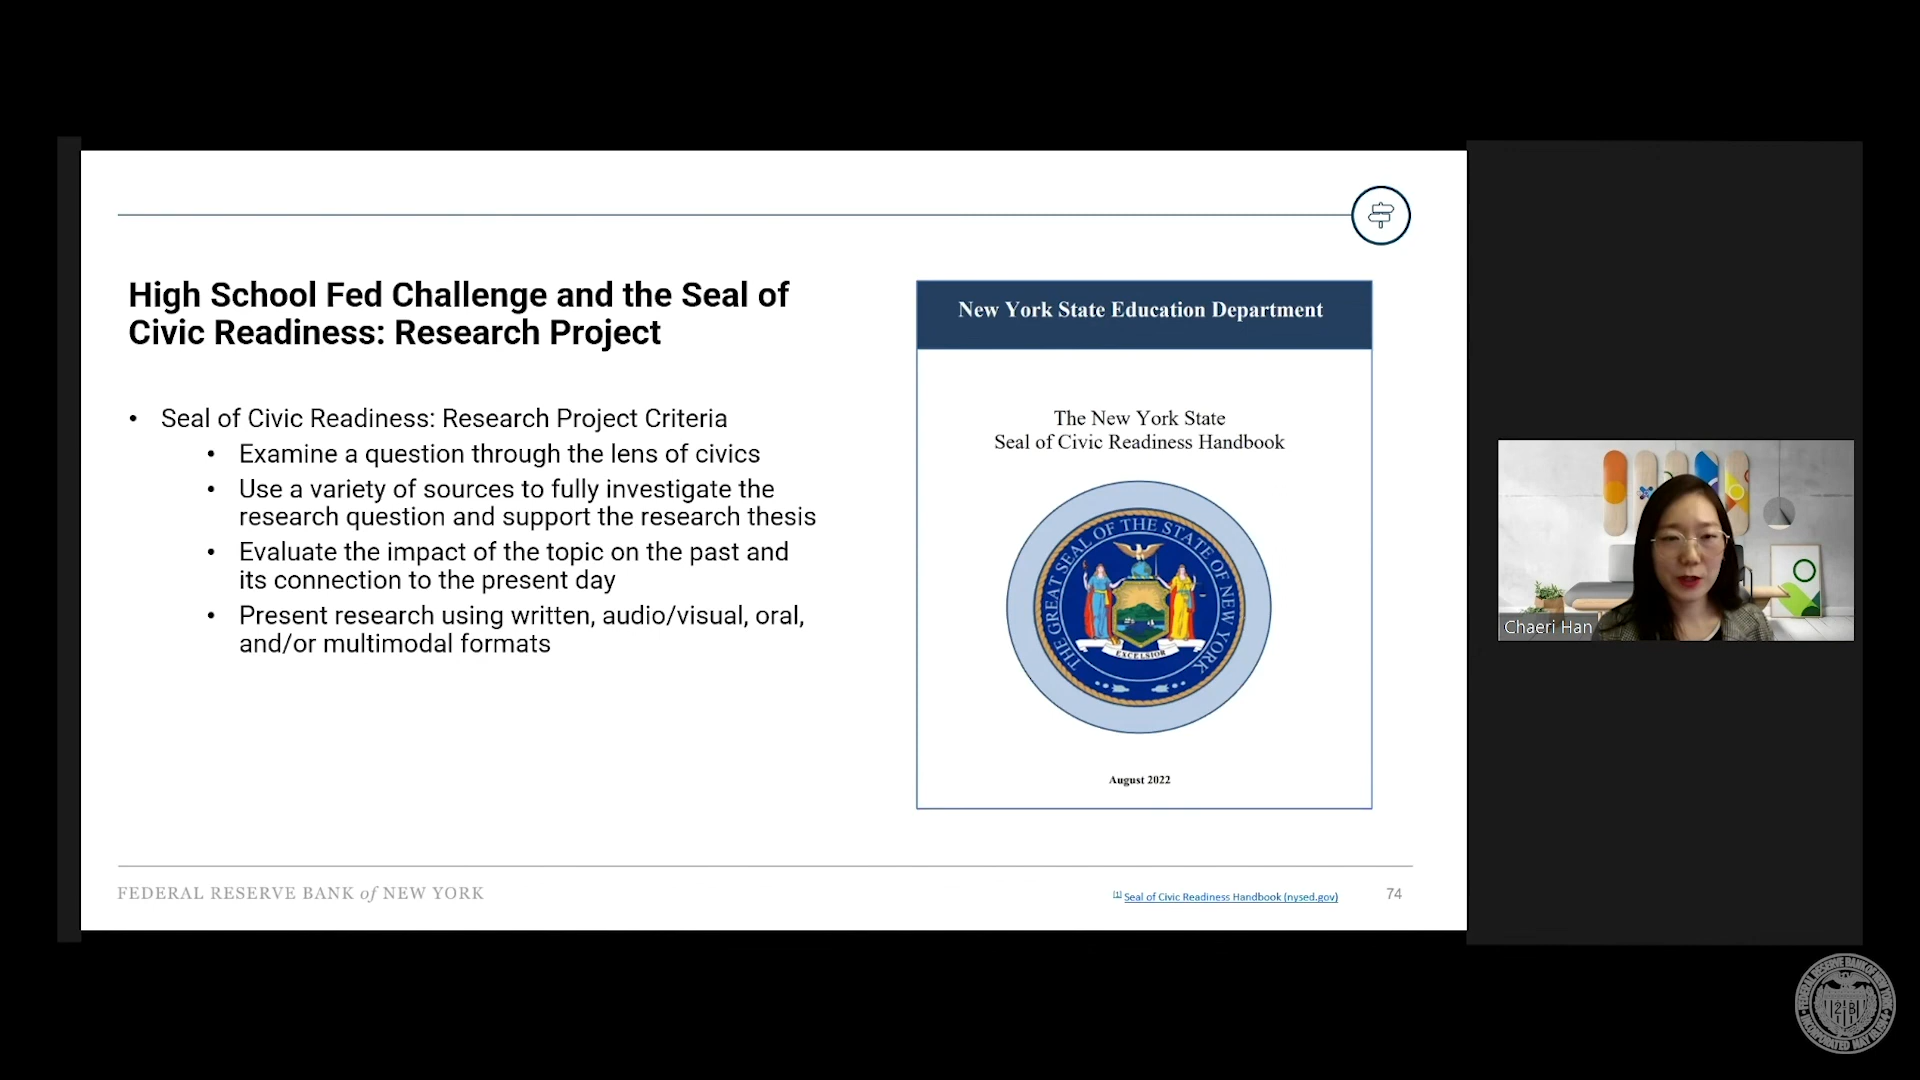 High School Fed Challenge and the Seal of
Civic Readiness: Research Project
• Seal of Civic Readiness: Research Project Criteria
• Examine a question through the lens of civics
• Use a variety of sources to fully investigate the
research question and support the research thesis
• Evaluate the impact of the topic on the past and
its connection to the present day
• Present research using written, audio/visual, oral,
and/or multimodal formats
New York State Education Department
The New York State
Seal of Civic Readiness Handbook
THE GREAT SEAL OF THE STATE OF NEW YORK
EXCELSIOR
August 2022
FEDERAL RESERVE BANK of NEW YORK
[1] Seal of Civic Readiness Handbook (nysed.gov)
74
Chaeri Han